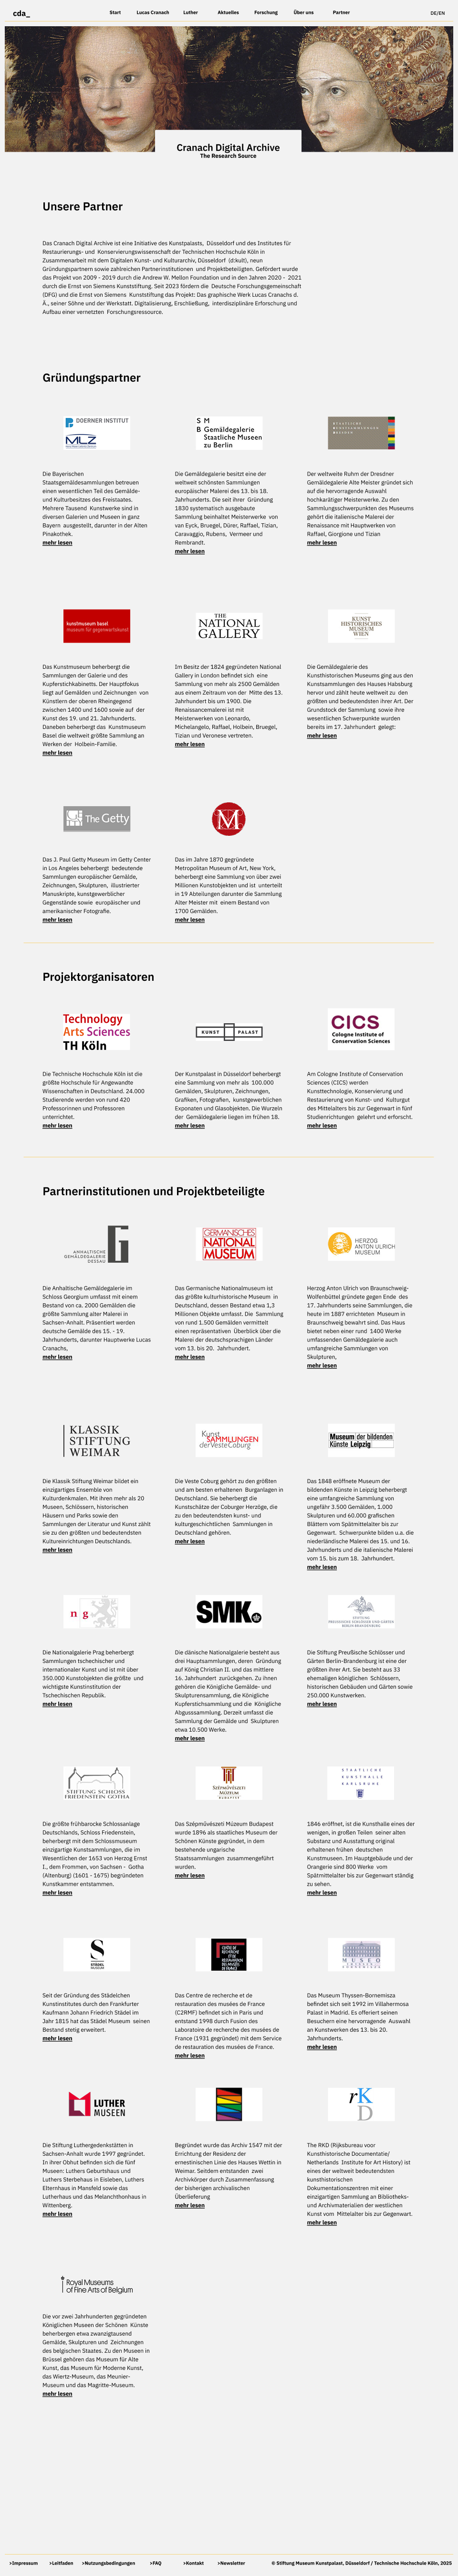 cda_
Start
Lucas Cranach
Luther
Aktuelles
Forschung
Über uns
Partner
DE/EN
Cranach Digital Archive
The Research Source
Unsere Partner
Das Cranach Digital Archive ist eine Initiative des Kunstpalasts, Düsseldorf und des Institutes für
Restaurierungs- und Konservierungswissenschaft der Technischen Hochschule Köln in
Zusammenarbeit mit dem Digitalen Kunst- und Kulturarchiv, Düsseldorf (d:kult), neun
Gründungspartnern sowie zahlreichen Partnerinstitutionen und Projektbeteiligten. Gefördert wurde
das Projekt von 2009 - 2019 durch die Andrew W. Mellon Foundation und in den Jahren 2020 - 2021
durch die Ernst von Siemens Kunststiftung. Seit 2023 fördern die Deutsche Forschungsgemeinschaft
(DFG) und die Ernst von Siemens Kunststiftung das Projekt: Das graphische Werk Lucas Cranachs d.
Ä., seiner Söhne und der Werkstatt. Digitalisierung, Erschließung, interdisziplinäre Erforschung und
Aufbau einer vernetzten Forschungsressource.
Gründungspartner
DOERNER INSTITUT
MLZ
Die Bayerischen
Staatsgemäldesammlungen betreuen
einen wesentlichen Teil des Gemälde-
und Kulturbesitzes des Freistaates.
Mehrere Tausend Kunstwerke sind in
diversen Galerien und Museen in ganz
Bayern ausgestellt, darunter in der Alten
Pinakothek.
mehr lesen
S M
B Gemäldegalerie
Staatliche Museen
zu Berlin
Die Gemäldegalerie besitzt eine der
weltweit schönsten Sammlungen
europäischer Malerei des 13. bis 18.
Jahrhunderts. Die seit ihrer Gründung
1830 systematisch ausgebaute
Sammlung beinhaltet Meisterwerke von
van Eyck, Bruegel, Dürer, Raffael, Tizian,
Caravaggio, Rubens, Vermeer und
Rembrandt.
mehr lesen
STAATLICHE
KUNSTSAMMLUNGEN
DRESDEN
Der weltweite Ruhm der Dresdner
Gemäldegalerie Alte Meister gründet sich
auf die hervorragende Auswahl
hochkarätiger Meisterwerke. Zu den
Sammlungsschwerpunkten des Museums
gehört die italienische Malerei der
Renaissance mit Hauptwerken von
Raffael, Giorgione und Tizian
mehr lesen
kunstmuseum basel
museum für gegenwartskunst
Das Kunstmuseum beherbergt die
Sammlungen der Galerie und des
Kupferstichkabinetts. Der Hauptfokus
liegt auf Gemälden und Zeichnungen von
Künstlern der oberen Rheingegend
zwischen 1400 und 1600 sowie auf der
Kunst des 19. und 21. Jahrhunderts.
Daneben beherbergt das Kunstmuseum
Basel die weltweit größte Sammlung an
Werken der Holbein-Familie.
mehr lesen
THE
NATIONAL
GALLERY
Im Besitz der 1824 gegründeten National
Gallery in London befindet sich eine
Sammlung von mehr als 2500 Gemälden
aus einem Zeitraum von der Mitte des 13.
Jahrhundert bis um 1900. Die
Renaissancemalerei ist mit
Meisterwerken von Leonardo,
Michelangelo, Raffael, Holbein, Bruegel,
Tizian und Veronese vertreten.
mehr lesen
KUNST
HISTORISCHES
MUSEUM
WIEN
Die Gemäldegalerie des
Kunsthistorischen Museums ging aus den
Kunstsammlungen des Hauses Habsburg
hervor und zählt heute weltweit zu den
größten und bedeutendsten ihrer Art. Der
Grundstock der Sammlung sowie ihre
wesentlichen Schwerpunkte wurden
bereits im 17. Jahrhundert gelegt:
mehr lesen
The Getty
Das J. Paul Getty Museum im Getty Center
in Los Angeles beherbergt bedeutende
Sammlungen europäischer Gemälde,
Zeichnungen, Skulpturen, illustrierter
Manuskripte, kunstgewerblicher
Gegenstände sowie europäischer und
amerikanischer Fotografie.
mehr lesen
M
Das im Jahre 1870 gegründete
Metropolitan Museum of Art, New York,
beherbergt eine Sammlung von über zwei
Millionen Kunstobjekten und ist unterteilt
in 19 Abteilungen darunter die Sammlung
Alter Meister mit einem Bestand von
1700 Gemälden.
mehr lesen
Projektorganisatoren
Technology
Arts Sciences
TH Köln
Die Technische Hochschule Köln ist die
größte Hochschule für Angewandte
Wissenschaften in Deutschland. 24.000
Studierende werden von rund 420
Professorinnen und Professoren
unterrichtet.
mehr lesen
KUNST PALAST
Der Kunstpalast in Düsseldorf beherbergt
eine Sammlung von mehr als 100.000
Gemälden, Skulpturen, Zeichnungen,
Grafiken, Fotografien, kunstgewerblichen
Exponaten und Glasobjekten. Die Wurzeln
der Gemäldegalerie liegen im frühen 18.
mehr lesen
CICS
Cologne Institute of
Conservation Sciences
Am Cologne Institute of Conservation
Sciences (CICS) werden
Kunsttechnologie, Konservierung und
Restaurierung von Kunst- und Kulturgut
des Mittelalters bis zur Gegenwart in fünf
Studienrichtungen gelehrt und erforscht.
mehr lesen
Partnerinstitutionen und Projektbeteiligte
ANHALTISCHE
GEMÄLDEGALERIE
DESSAU
Die Anhaltische Gemäldegalerie im
Schloss Georgium umfasst mit einem
Bestand von ca. 2000 Gemälden die
größte Sammlung alter Malerei in
Sachsen-Anhalt. Präsentiert werden
deutsche Gemälde des 15. - 19.
Jahrhunderts, darunter Hauptwerke Lucas
Cranachs,
mehr lesen
GERMANISCHES
NATIONAL
MUSEUM
Das Germanische Nationalmuseum ist
das größte kulturhistorische Museum in
Deutschland, dessen Bestand etwa 1,3
Millionen Objekte umfasst. Die Sammlung
von rund 1.500 Gemälden vermittelt
einen repräsentativen Überblick über die
Malerei der deutschsprachigen Länder
vom 13. bis 20. Jahrhundert.
mehr lesen
HERZOG
ANTON ULRICH
MUSEUM
Herzog Anton Ulrich von Braunschweig-
Wolfenbüttel gründete gegen Ende des
17. Jahrhunderts seine Sammlungen, die
heute im 1887 errichteten Museum in
Braunschweig bewahrt sind. Das Haus
bietet neben einer rund 1400 Werke
umfassenden Gemäldegalerie auch
umfangreiche Sammlungen von
Skulpturen,
mehr lesen
KLASSIK
STIFTUNG
WEIMAR
Die Klassik Stiftung Weimar bildet ein
einzigartiges Ensemble von
Kulturdenkmalen. Mit ihren mehr als 20
Museen, Schlössern, historischen
Häusern und Parks sowie den
Sammlungen der Literatur und Kunst zählt
sie zu den größten und bedeutendsten
Kultureinrichtungen Deutschlands.
mehr lesen
Kunst
SAMMLUNGEN
der Veste Coburg
Die Veste Coburg gehört zu den größten
und am besten erhaltenen Burganlagen in
Deutschland. Sie beherbergt die
Kunstschätze der Coburger Herzöge, die
zu den bedeutendsten kunst- und
kulturgeschichtlichen Sammlungen in
Deutschland gehören.
mehr lesen
Museum der bildenden
Künste Leipzig
Das 1848 eröffnete Museum der
bildenden Künste in Leipzig beherbergt
eine umfangreiche Sammlung von
ungefähr 3.500 Gemälden, 1.000
Skulpturen und 60.000 grafischen
Blättern vom Spätmittelalter bis zur
Gegenwart. Schwerpunkte bilden u.a. die
niederländische Malerei des 15. und 16.
Jahrhunderts und die italienische Malerei
vom 15. bis zum 18. Jahrhundert.
mehr lesen
n g
Die Nationalgalerie Prag beherbergt
Sammlungen tschechischer und
internationaler Kunst und ist mit über
350.000 Kunstobjekten die größte und
wichtigste Kunstinstitution der
Tschechischen Republik.
mehr lesen
SMK
Die dänische Nationalgalerie besteht aus
drei Hauptsammlungen, deren Gründung
auf König Christian II. und das mittlere
16. Jahrhundert zurückgehen. Zu ihnen
gehören die Königliche Gemälde- und
Skulpturensammlung, die Königliche
Kupferstichsammlung und die Königliche
Abgusssammlung. Derzeit umfasst die
Sammlung der Gemälde und Skulpturen
etwa 10.500 Werke.
mehr lesen
STIFTUNG
PREUSSISCHE SCHLÖSSER UND GÄRTEN
BERLIN-BRANDENBURG
Die Stiftung Preußische Schlösser und
Gärten Berlin-Brandenburg ist eine der
größten ihrer Art. Sie besteht aus 33
ehemaligen königlichen Schlössern,
historischen Gebäuden und Gärten sowie
250.000 Kunstwerken.
mehr lesen
STIFTUNG SCHLOSS
FRIEDENSTEIN GOTHA
Die größte frühbarocke Schlossanlage
Deutschlands, Schloss Friedenstein,
beherbergt mit dem Schlossmuseum
einzigartige Kunstsammlungen, die im
Wesentlichen der 1653 von Herzog Ernst
I., dem Frommen, von Sachsen - Gotha
(Altenburg) (1601 - 1675) begründeten
Kunstkammer entstammen.
mehr lesen
SZÉPMŰVÉSZETI
MÚZEUM
BUDAPEST
Das Szépművészeti Múzeum Budapest
wurde 1896 als staatliches Museum der
Schönen Künste gegründet, in dem
bestehende ungarische
Staatssammlungen zusammengeführt
wurden.
mehr lesen
STAATLICHE
KUNSTHALLE
KARLSRUHE
1846 eröffnet, ist die Kunsthalle eines der
wenigen, in großen Teilen seiner alten
Substanz und Ausstattung original
erhaltenen frühen deutschen
Kunstmuseen. Im Hauptgebäude und der
Orangerie sind 800 Werke vom
Spätmittelalter bis zur Gegenwart ständig
zu sehen.
mehr lesen
S
STÄDEL
MUSEUM
Seit der Gründung des Städelchen
Kunstinstitutes durch den Frankfurter
Kaufmann Johann Friedrich Städel im
Jahr 1815 hat das Städel Museum seinen
Bestand stetig erweitert.
mehr lesen
CENTRE DE
RECHERCHE
ET DE
RESTAURATION
DES MUSÉES
DE FRANCE
Das Centre de recherche et de
restauration des musées de France
(C2RMF) befindet sich in Paris und
entstand 1998 durch Fusion des
Laboratoire de recherche des musées de
France (1931 gegründet) mit dem Service
de restauration des musées de France.
mehr lesen
MUSEO
Das Museum Thyssen-Bornemisza
befindet sich seit 1992 im Villahermosa
Palast in Madrid. Es offeriert seinen
Besuchern eine hervorragende Auswahl
an Kunstwerken des 13. bis 20.
Jahrhunderts.
mehr lesen
LUTHER
MUSEEN
Die Stiftung Luthergedenkstätten in
Sachsen-Anhalt wurde 1997 gegründet.
In ihrer Obhut befinden sich die fünf
Museen: Luthers Geburtshaus und
Luthers Sterbehaus in Eisleben, Luthers
Elternhaus in Mansfeld sowie das
Lutherhaus und das Melanchthonhaus in
Wittenberg.
mehr lesen
Begründet wurde das Archiv 1547 mit der
Errichtung der Residenz der
ernestinischen Linie des Hauses Wettin in
Weimar. Seitdem entstanden zwei
Archivkörper durch Zusammenfassung
der bisherigen archivalischen
Überlieferung
mehr lesen
rK
D
The RKD (Rijksbureau voor
Kunsthistorische Documentatie/
Netherlands Institute for Art History) ist
eines der weltweit bedeutendsten
kunsthistorischen
Dokumentationszentren mit einer
einzigartigen Sammlung an Bibliotheks-
und Archivmaterialien der westlichen
Kunst vom Mittelalter bis zur Gegenwart.
mehr lesen
Royal Museums
of Fine Arts of Belgium
Die vor zwei Jahrhunderten gegründeten
Königlichen Museen der Schönen Künste
beherbergen etwa zwanzigtausend
Gemälde, Skulpturen und Zeichnungen
des belgischen Staates. Zu den Museen in
Brüssel gehören das Museum für Alte
Kunst, das Museum für Moderne Kunst,
das Wiertz-Museum, das Meunier-
Museum und das Magritte-Museum.
mehr lesen
>Impressum
>Leitfaden
>Nutzungsbedingungen
>FAQ
>Kontakt
>Newsletter
© Stiftung Museum Kunstpalast, Düsseldorf / Technische Hochschule Köln, 2025